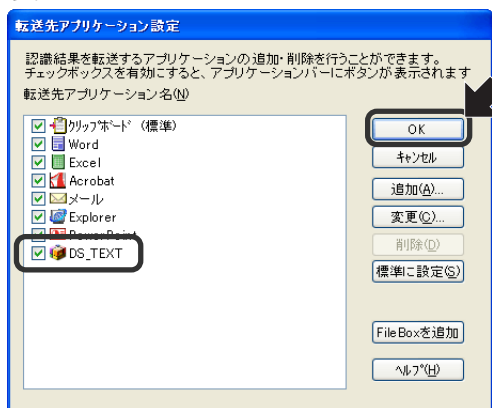 転送先アプリケーション設定
認識結果を転送するアプリケーションの追加・削除を行うことができます。
チェックボックスを有効にすると、アプリケーションバーにボタンが表示されます
転送先アプリケーション名(N)
クリップボード (標準)
Word
Excel
Acrobat
メール
Explorer
PowerPoint
DS_TEXT
OK
キャンセル
追加(A)...
変更(C)...
削除(D)
標準に設定(S)
FileBoxを追加
ヘルプ(H)